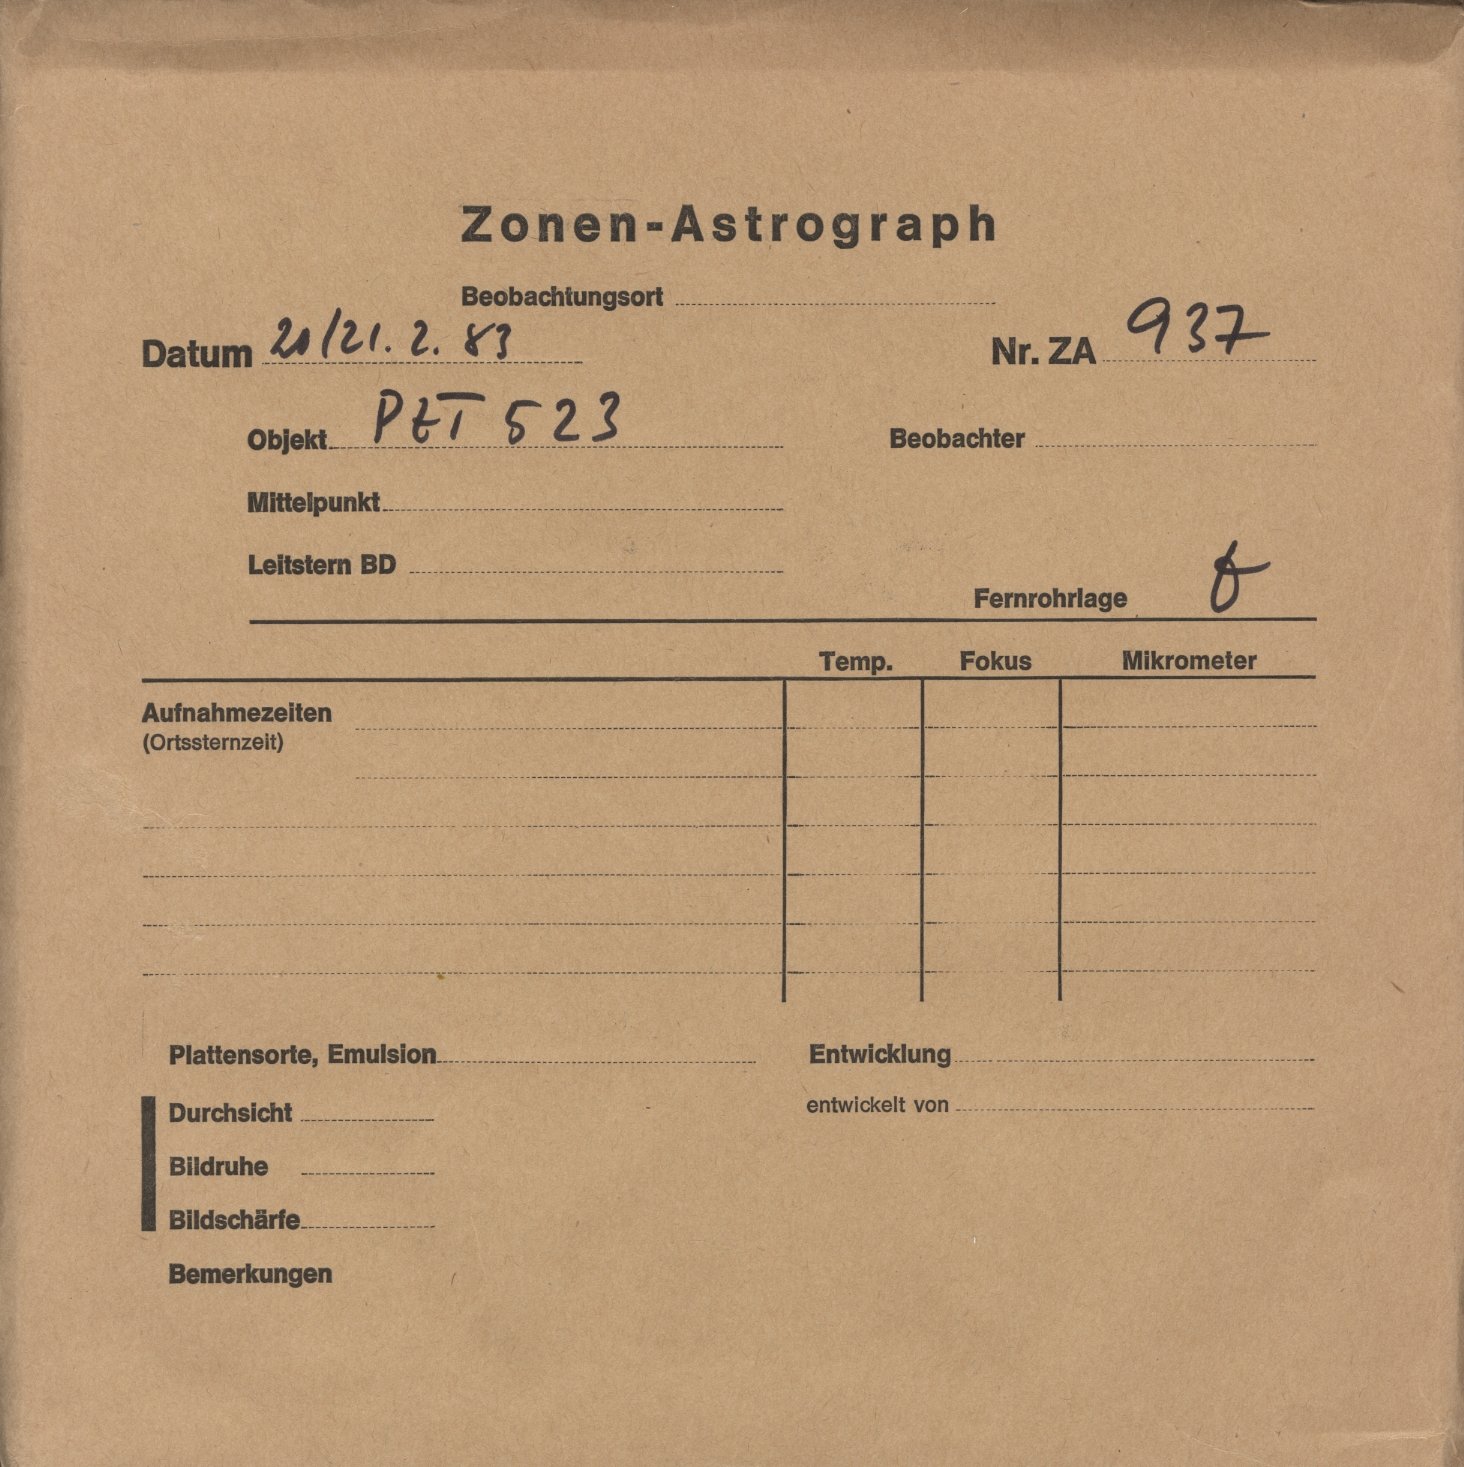 Zonen-Astrograph
Beobachtungsort
Datum 20/21. 2. 83
Nr. ZA 937
Objekt PET 523
Beobachter
Mittelpunkt
Leitstern BD
Fernrohrlage
Temp. Fokus Mikrometer
Aufnahmezeiten
(Ortssternzeit)
Plattensorte, Emulsion
Entwicklung
Durchsicht
entwickelt von
Bildruhe
Bildschärfe
Bemerkungen